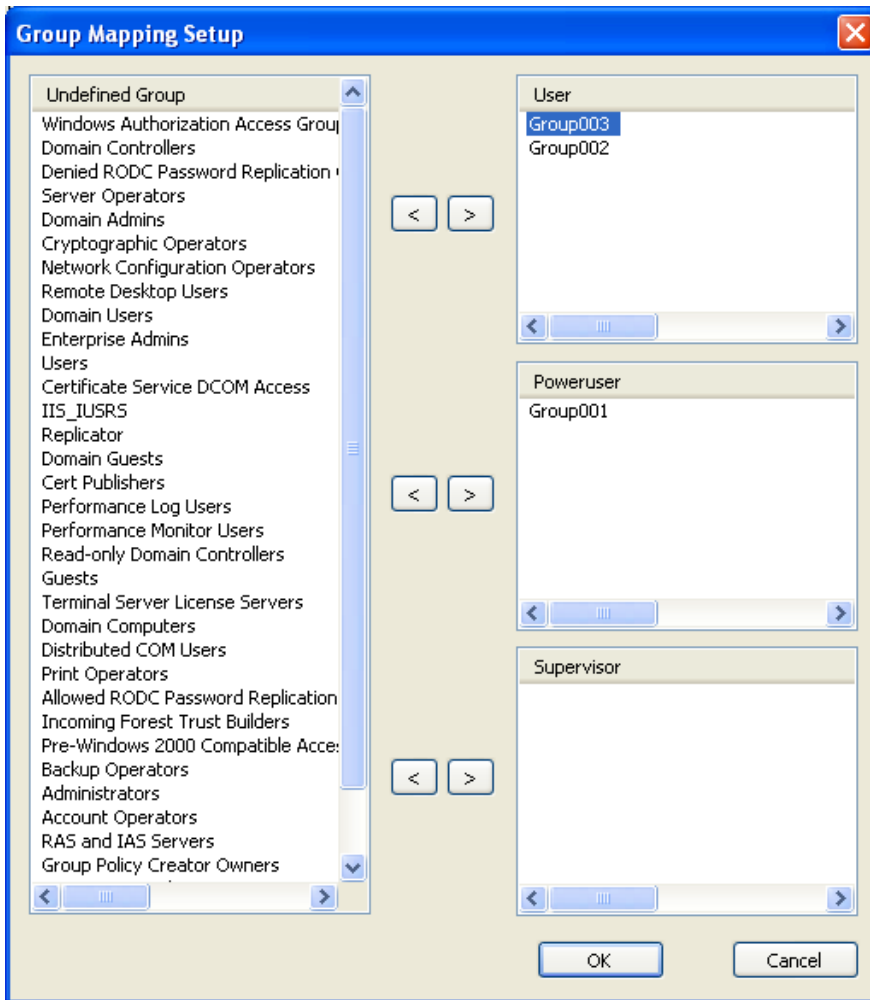 Group Mapping Setup
Undefined Group
Windows Authorization Access Grou
Domain Controllers
Denied RODC Password Replication
Server Operators
Domain Admins
Cryptographic Operators
Network Configuration Operators
Remote Desktop Users
Domain Users
Enterprise Admins
Users
Certificate Service DCOM Access
IIS_IUSRS
Replicator
Domain Guests
Cert Publishers
Performance Log Users
Performance Monitor Users
Read-only Domain Controllers
Guests
Terminal Server License Servers
Domain Computers
Distributed COM Users
Print Operators
Allowed RODC Password Replication
Incoming Forest Trust Builders
Pre-Windows 2000 Compatible Acce
Backup Operators
Administrators
Account Operators
RAS and IAS Servers
Group Policy Creator Owners
< >
< >
< >
User
Group003
Group002
Poweruser
Group001
Supervisor
OK Cancel